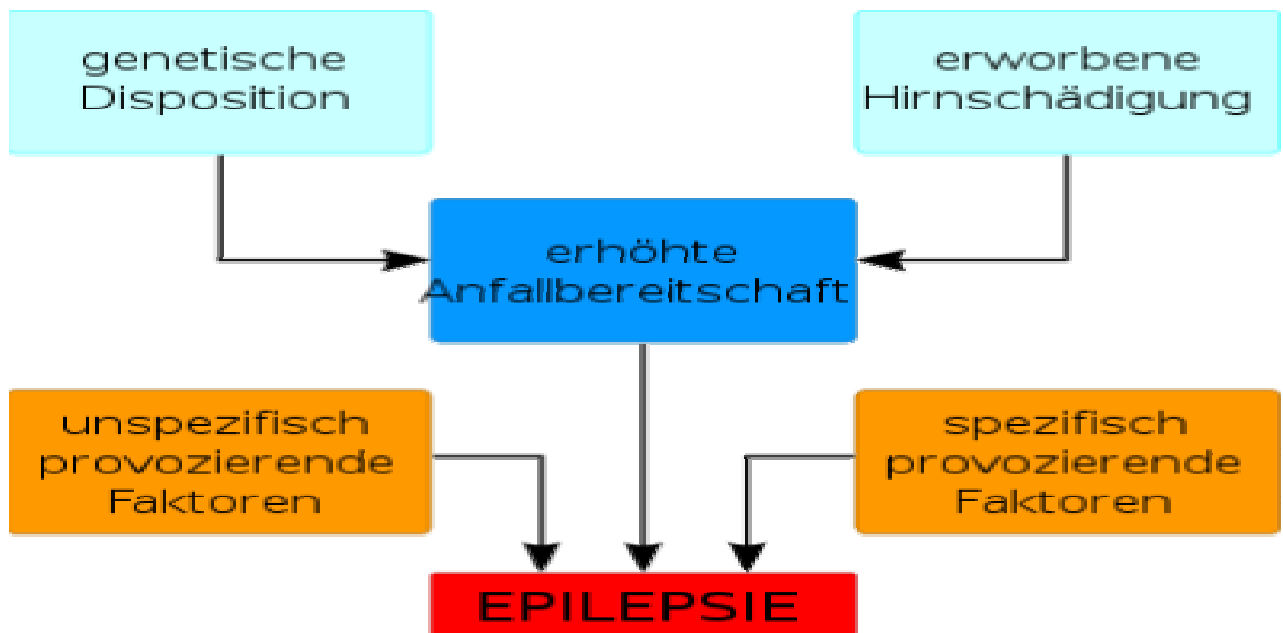 genetische
Disposition
erworbene
Hirnschädigung
erhöhte
Anfallbereitschaft
unspezifisch
provozierende
Faktoren
spezifisch
provozierende
Faktoren
EPILEPSIE